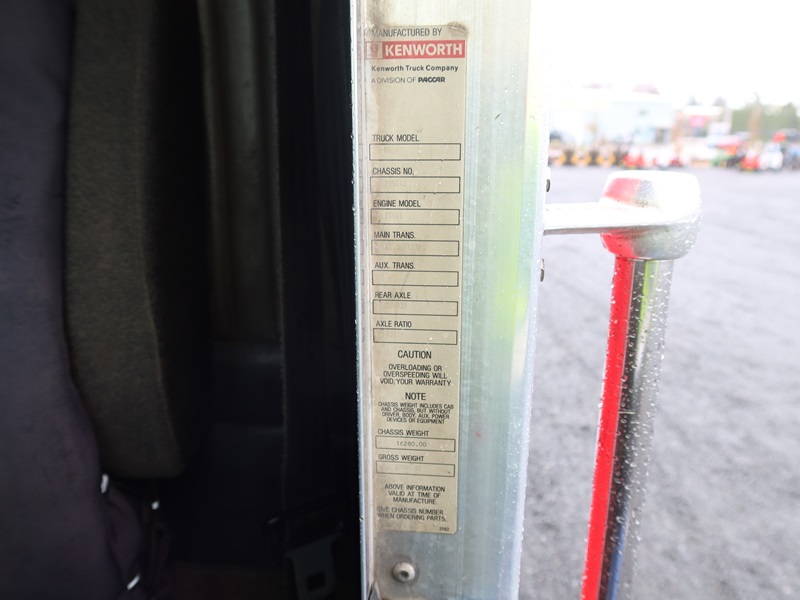 MANUFACTURED BY
KENWORTH
Kenworth Truck Company
A DIVISION OF PACCAR
TRUCK MODEL
CHASSIS NO.
ENGINE MODEL
MAIN TRANS.
AUX. TRANS.
REAR AXLE
AXLE RATIO
CAUTION
OVERLOADING OR
OVERSPEEDING WILL
VOID YOUR WARRANTY
NOTE
CHASSIS WEIGHT INCLUDES CAB
AND CHASSIS, BUT WITHOUT
DRIVER, BODY, AUX. POWER
DEVICES OR EQUIPMENT
CHASSIS WEIGHT
16280.00
GROSS WEIGHT
ABOVE INFORMATION
VALID AT TIME OF
MANUFACTURE
GIVE CHASSIS NUMBER
WHEN ORDERING PARTS.